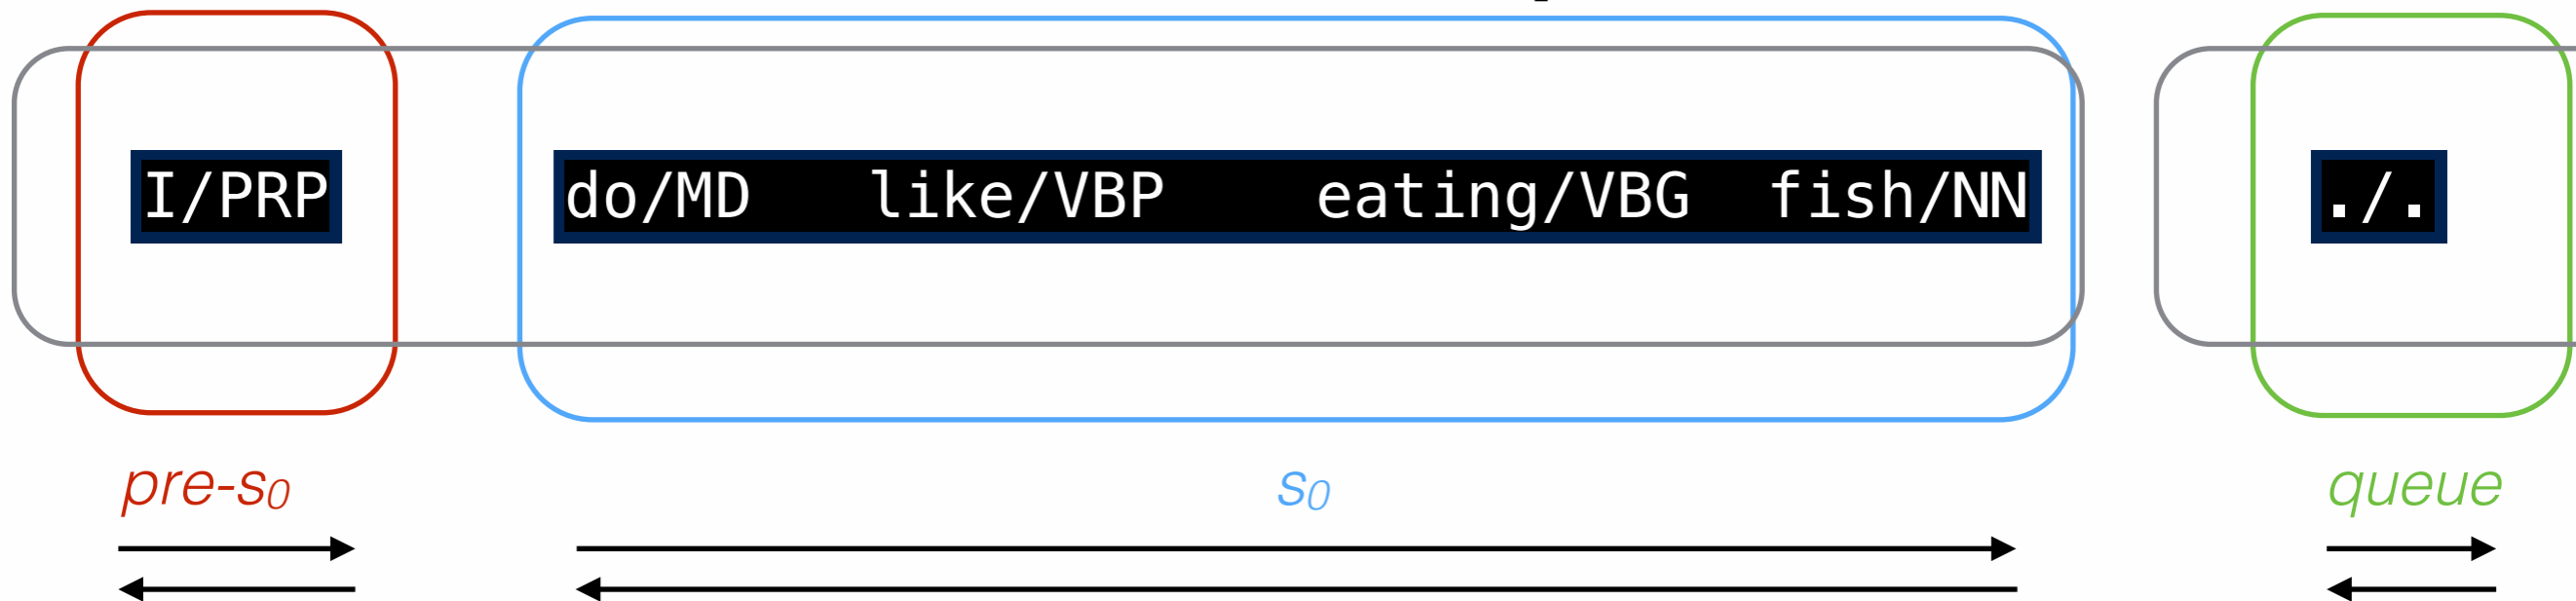 I/PRP do/MD like/VBP eating/VBG fish/NN ./.
pre-s0 s0 queue